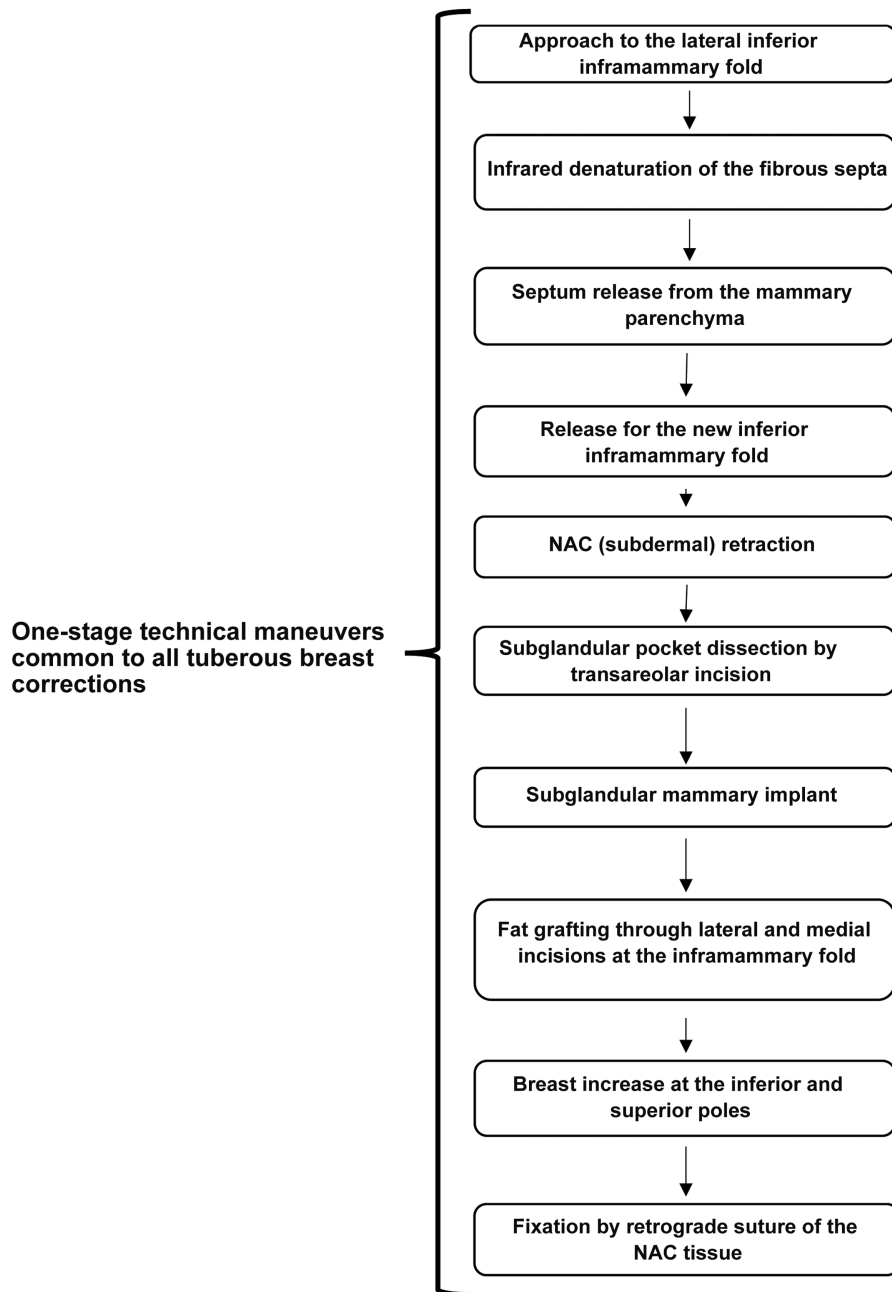 Approach to the lateral inferior
inframammary fold
Infrared denaturation of the fibrous septa
Septum release from the mammary
parenchyma
Release for the new inferior
inframammary fold
NAC (subdermal) retraction
One-stage technical maneuvers
common to all tuberous breast
corrections
Subglandular pocket dissection by
transareolar incision
Subglandular mammary implant
Fat grafting through lateral and medial
incisions at the inframammary fold
Breast increase at the inferior and
superior poles
Fixation by retrograde suture of the
NAC tissue